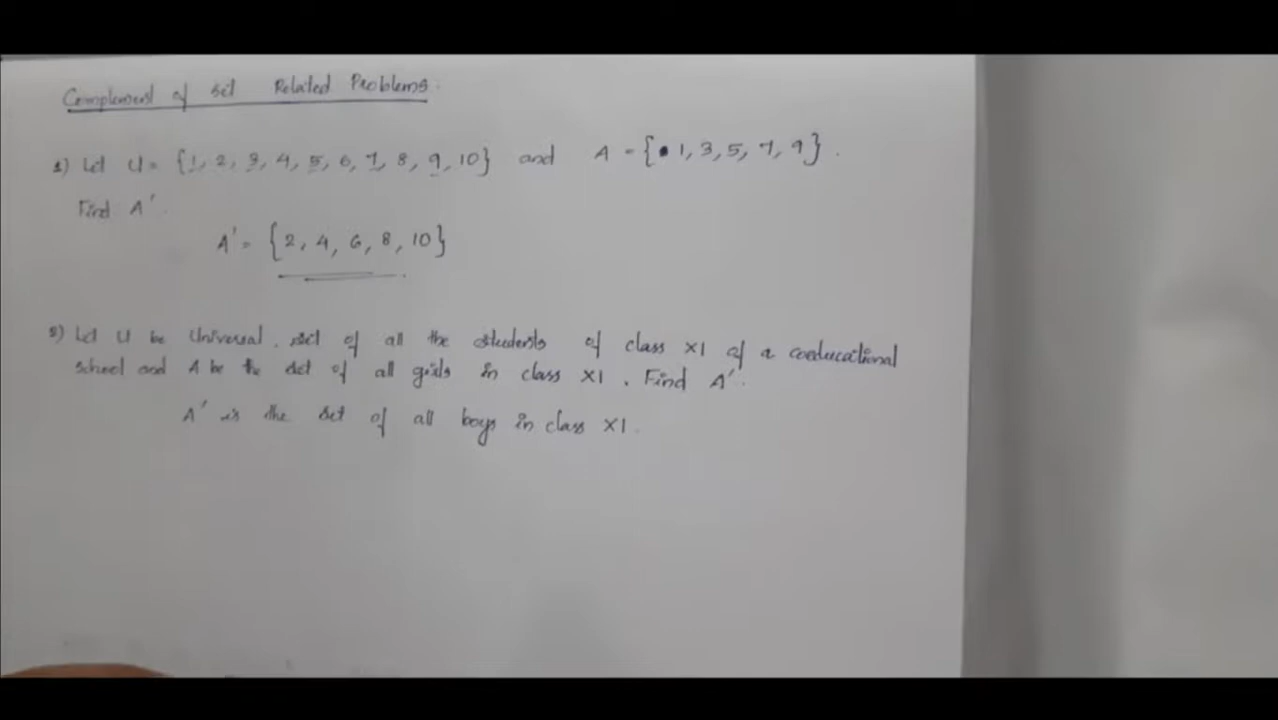 Complement of set Related Problems.
1) Let U = {1, 2, 3, 4, 5, 6, 7, 8, 9, 10} and A = {1, 3, 5, 7, 9}.
Find A'.
A' = {2, 4, 6, 8, 10}
2) Let U be Universal set of all the students of class XI of a coeducational
school and A be the set of all girls in class XI. Find A'.
A' is the set of all boys in class XI.